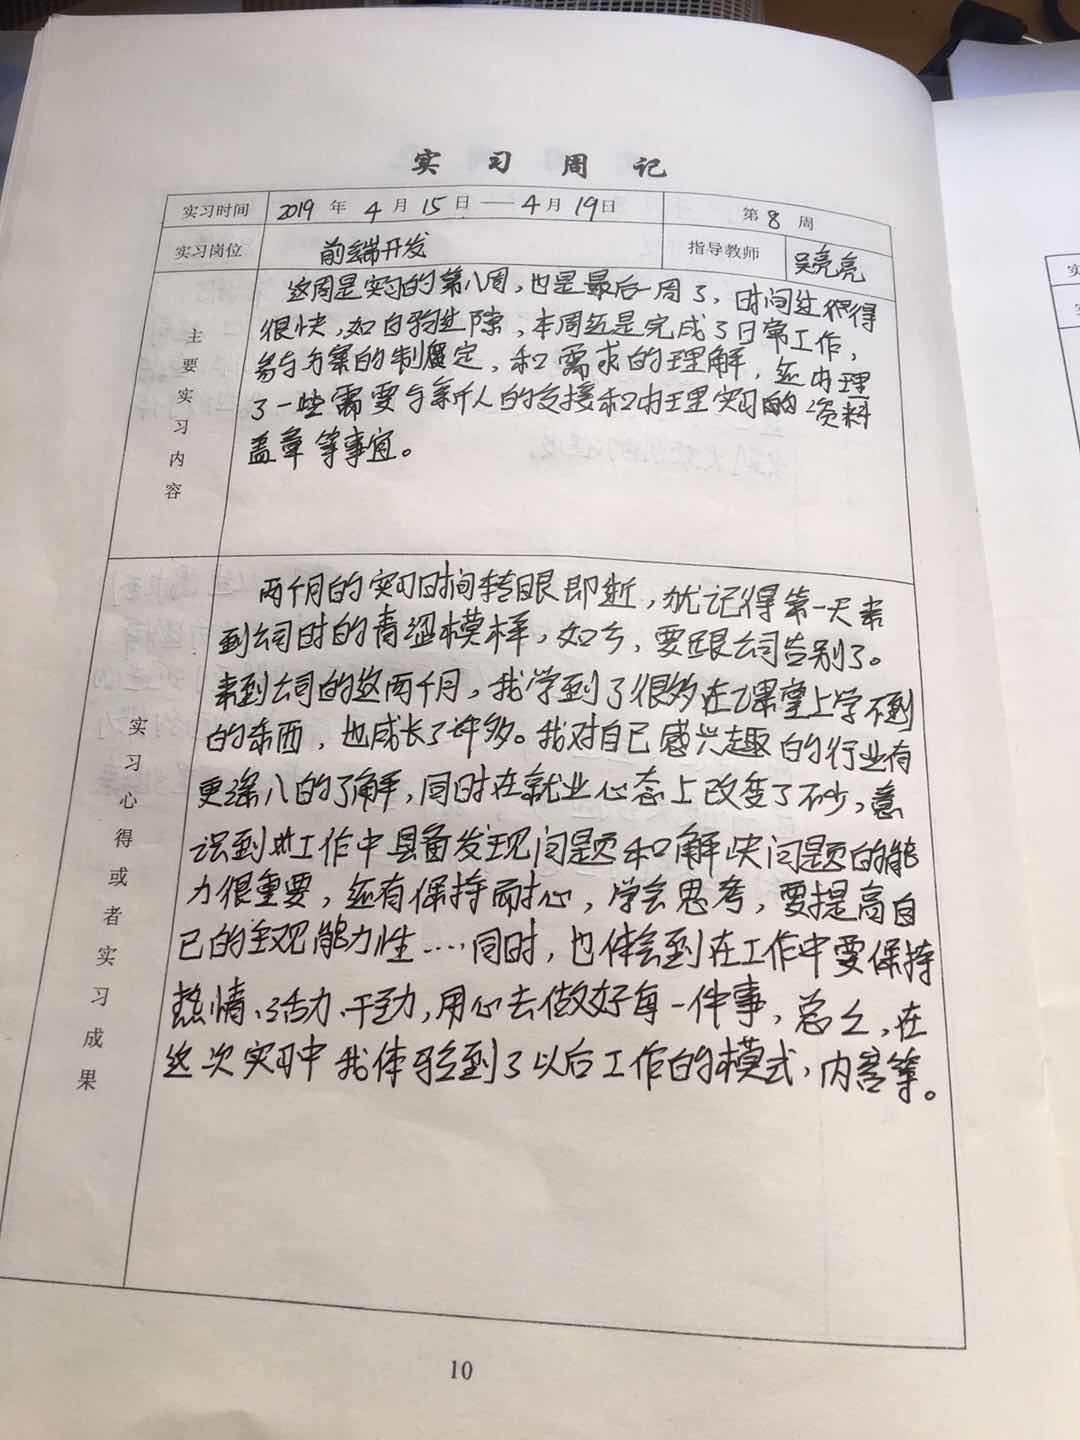 实习周记
实习时间 2019年4月15日——4月19日 第8周
实习岗位 前端开发 指导教师 吴亮亮
主要实习内容
这周是实习的第八周，也是最后一周了，时间过得
很快，如白驹过隙，本周还是完成了日常工作，
参与方案的制定，和需求的理解，还办理
了一些需要与新人的交接和办理实习的资料
盖章等事宜。
实习心得或者实习成果
两个月的实习时间转眼即逝，犹记得第一天来
到公司时的青涩模样，如今，要跟公司告别了。
来到公司的这两个月，我学到了很多在课堂上学不到
的东西，也成长了许多。我对自己感兴趣的行业有
更深入的了解，同时在就业心态上改变了不少，意
识到工作中具备发现问题和解决问题的能
力很重要，还有保持耐心，学会思考，要提高自
己的主观能力性……同时，也体会到在工作中要保持
热情、活力、干劲，用心去做好每一件事，总之，在
这次实习中我体验到了以后工作的模式，内容等。
10